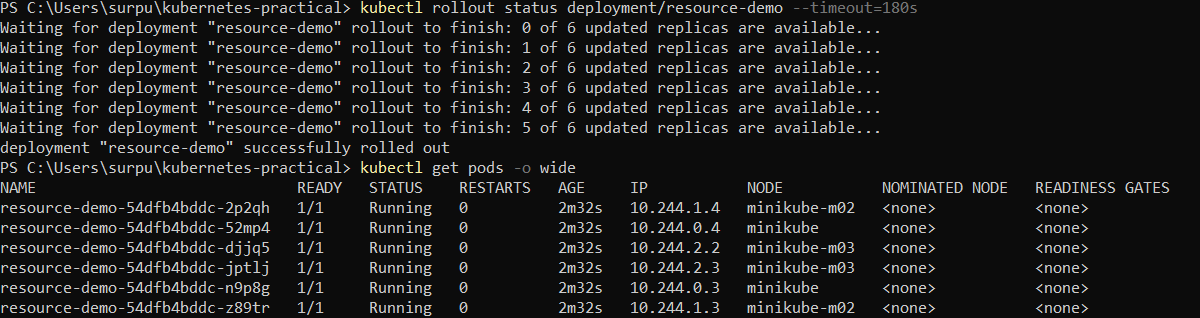 PS C:\Users\surpu\kubernetes-practical> kubectl rollout status deployment/resource-demo --timeout=180s
Waiting for deployment "resource-demo" rollout to finish: 0 of 6 updated replicas are available...
Waiting for deployment "resource-demo" rollout to finish: 1 of 6 updated replicas are available...
Waiting for deployment "resource-demo" rollout to finish: 2 of 6 updated replicas are available...
Waiting for deployment "resource-demo" rollout to finish: 3 of 6 updated replicas are available...
Waiting for deployment "resource-demo" rollout to finish: 4 of 6 updated replicas are available...
Waiting for deployment "resource-demo" rollout to finish: 5 of 6 updated replicas are available...
deployment "resource-demo" successfully rolled out
PS C:\Users\surpu\kubernetes-practical> kubectl get pods -o wide
NAME READY STATUS RESTARTS AGE IP NODE NOMINATED NODE READINESS GATES
resource-demo-54dfb4bddc-2p2qh 1/1 Running 0 2m32s 10.244.1.4 minikube-m02 <none> <none>
resource-demo-54dfb4bddc-52mp4 1/1 Running 0 2m32s 10.244.0.4 minikube <none> <none>
resource-demo-54dfb4bddc-djjq5 1/1 Running 0 2m32s 10.244.2.2 minikube-m03 <none> <none>
resource-demo-54dfb4bddc-jptlj 1/1 Running 0 2m32s 10.244.2.3 minikube-m03 <none> <none>
resource-demo-54dfb4bddc-n9p8g 1/1 Running 0 2m32s 10.244.0.3 minikube <none> <none>
resource-demo-54dfb4bddc-z89tr 1/1 Running 0 2m32s 10.244.1.3 minikube-m02 <none> <none>